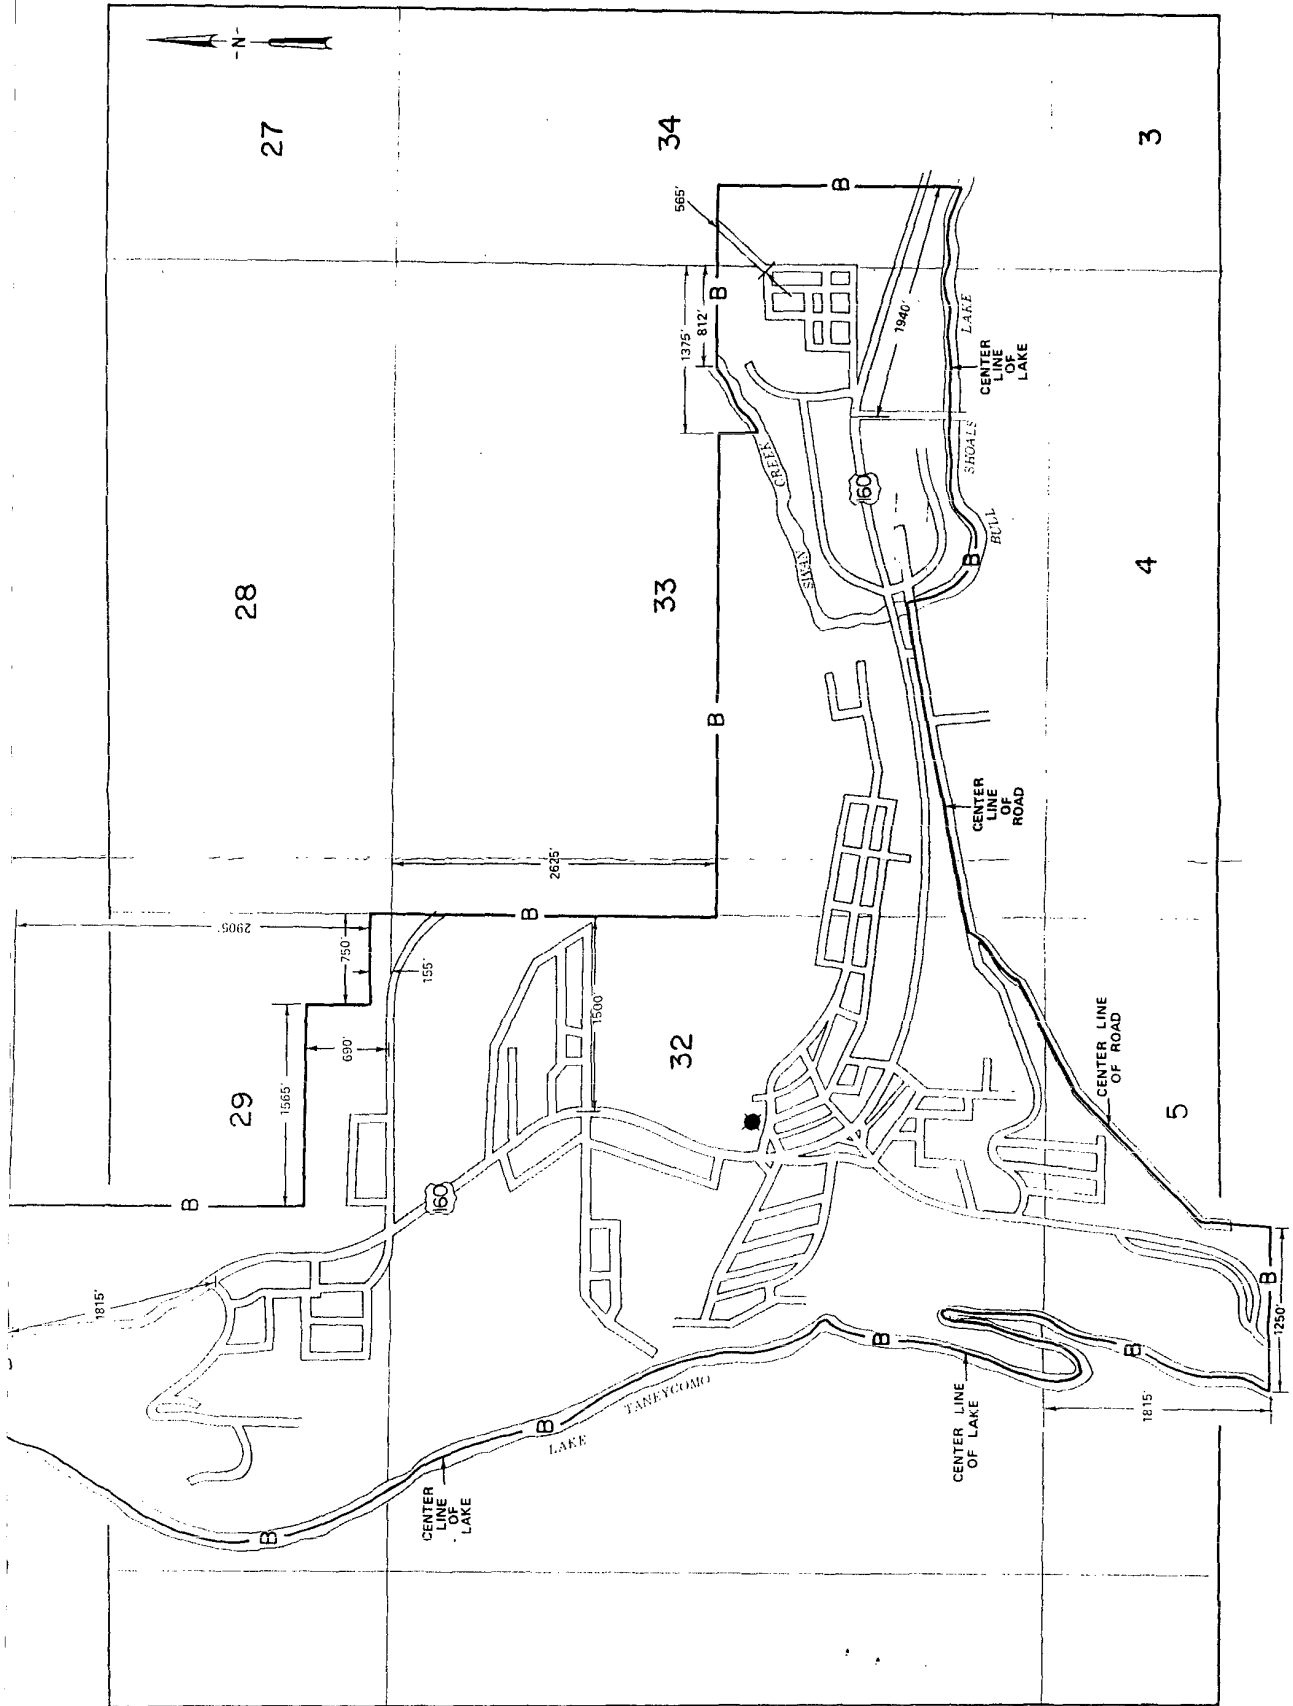 -N-
27
34
3
28
33
4
29
32
5
B
B
B
B
B
B
B
B
B
B
B
565'
1375'
812'
1940'
CENTER
LINE
OF
LAKE
BULL
SHOALS
LAKE
SWAN
CREEK
160
2625'
2905'
750'
155'
690'
1565'
1500'
CENTER
LINE
OF
ROAD
CENTER LINE
OF ROAD
160
1815'
LAKE
TANEYCOMO
CENTER
LINE
OF
LAKE
CENTER LINE
OF LAKE
1815'
1250'